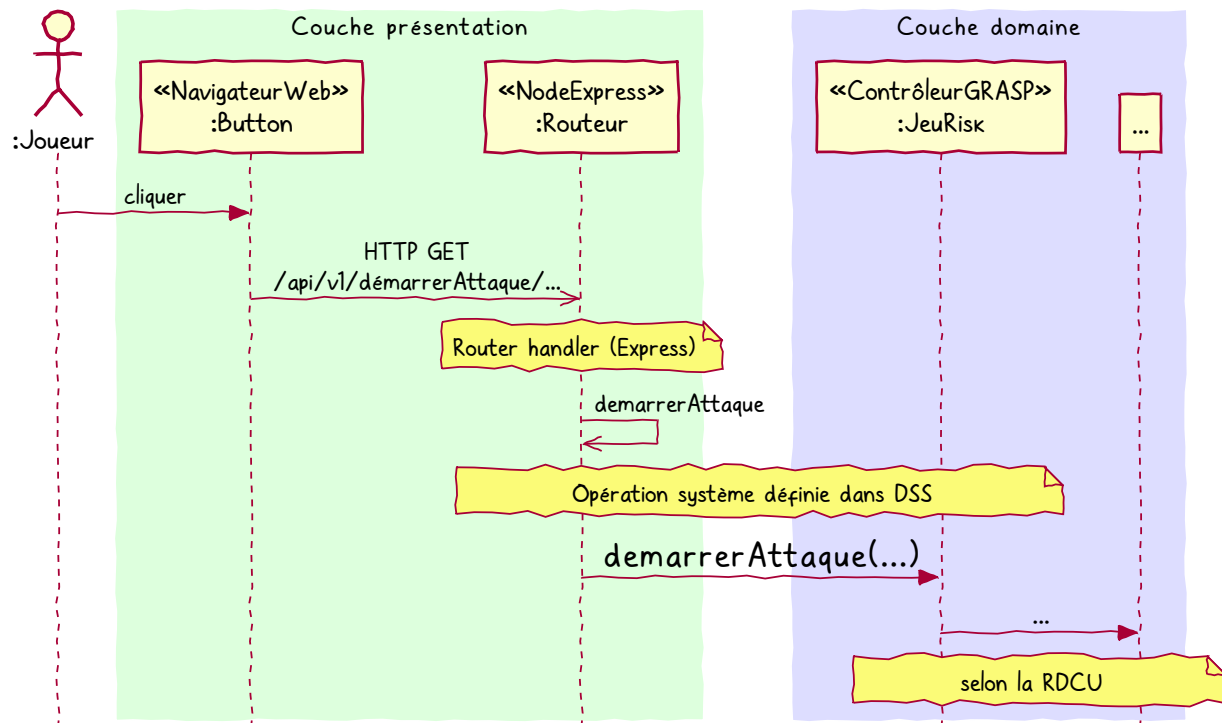 Couche présentation
Couche domaine
:Joueur
«NavigateurWeb»
:Button
«NodeExpress»
:Routeur
«ContrôleurGRASP»
:JeuRisk
...
cliquer
HTTP GET
/api/v1/démarrerAttaque/...
Router handler (Express)
demarrerAttaque
Opération système définie dans DSS
demarrerAttaque(...)
...
selon la RDCU